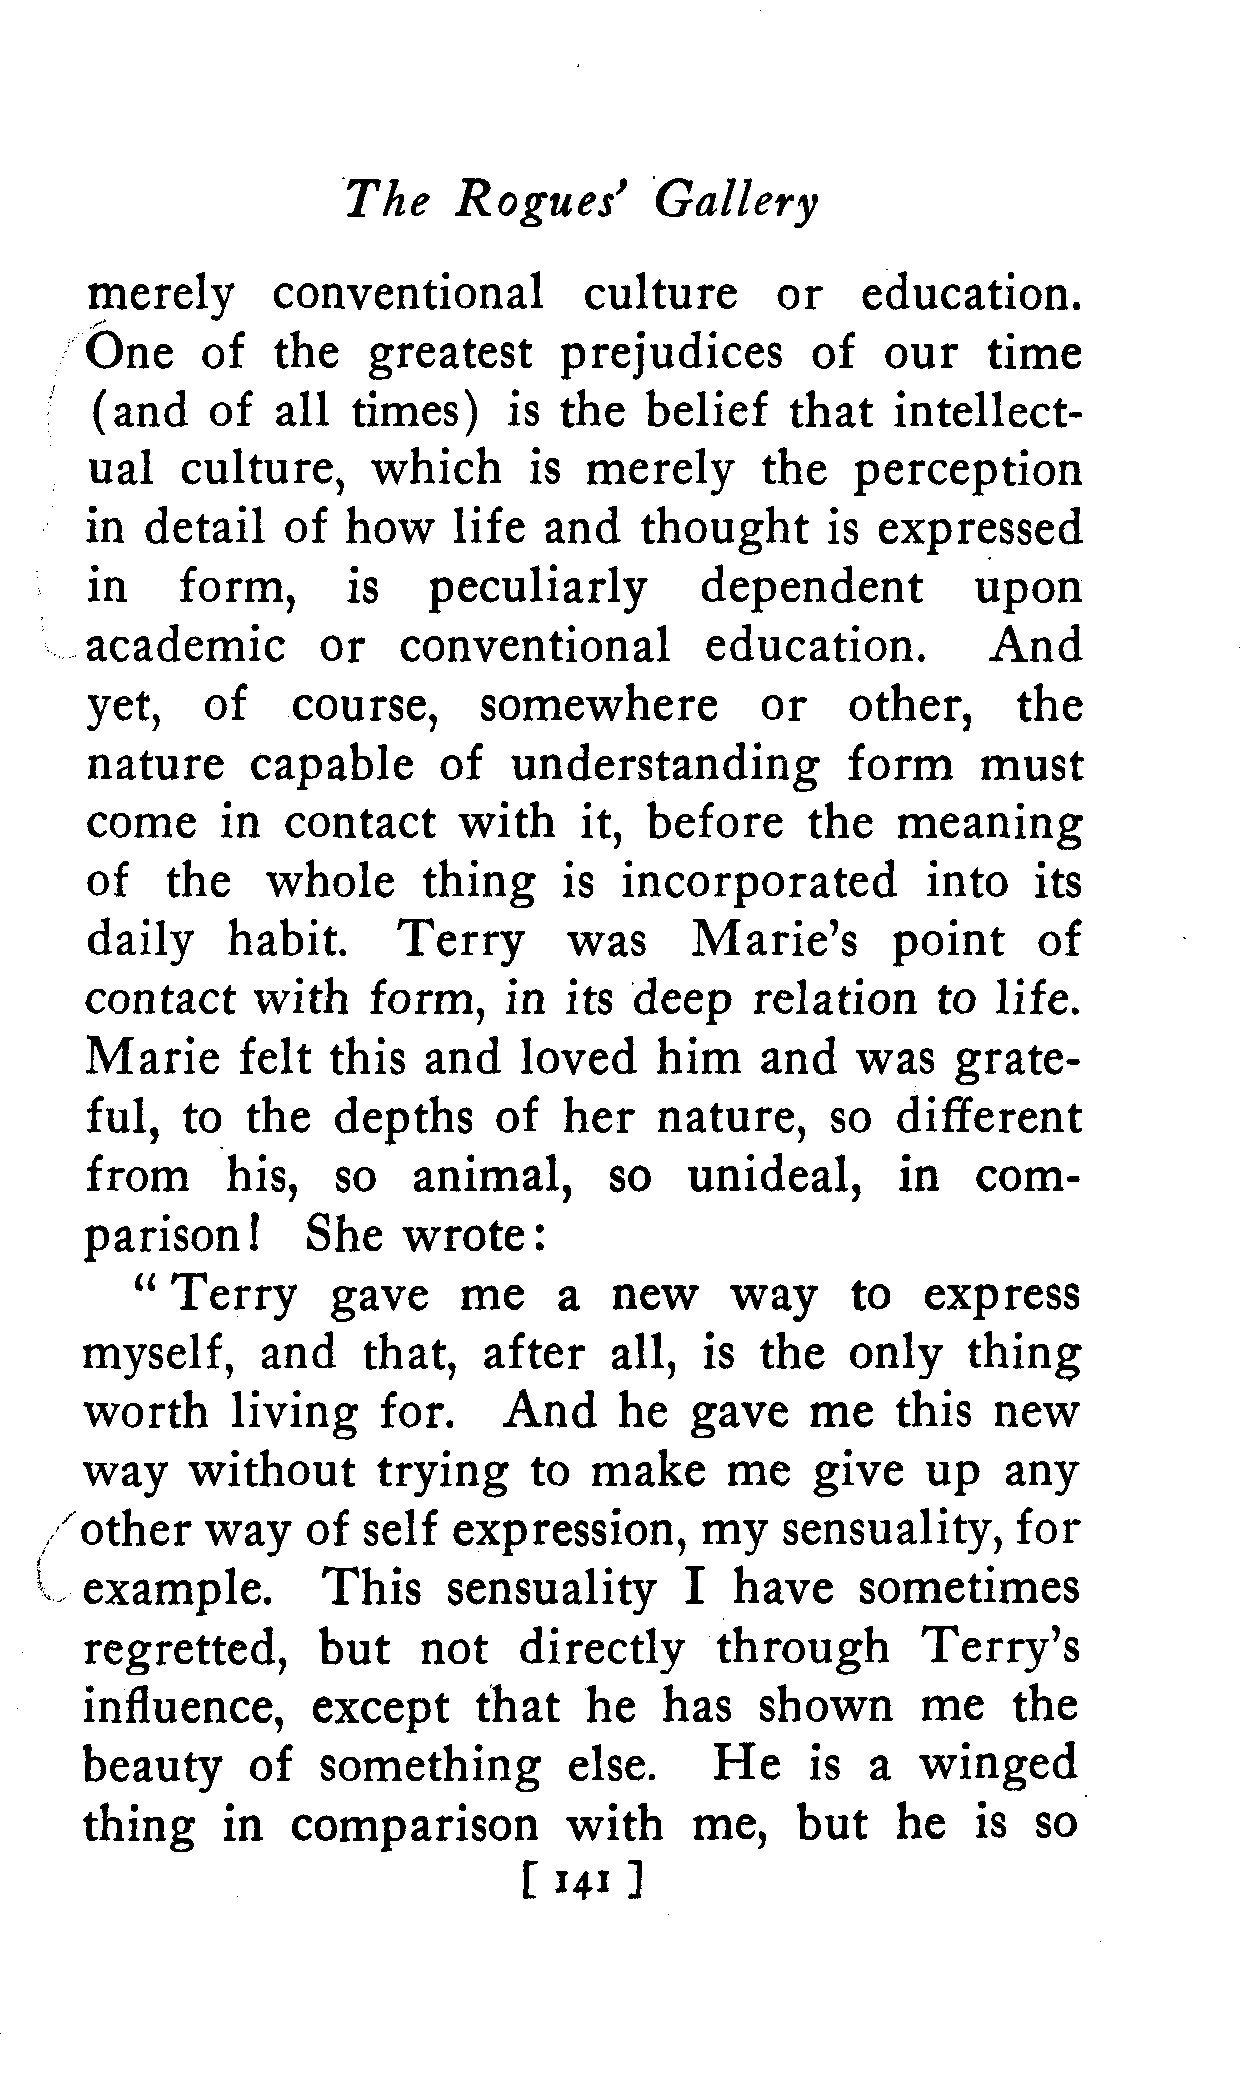 The Rogues' Gallery
merely conventional culture or education.
One of the greatest prejudices of our time
(and of all times) is the belief that intellect-
ual culture, which is merely the perception
in detail of how life and thought is expressed
in form, is peculiarly dependent upon
academic or conventional education. And
yet, of course, somewhere or other, the
nature capable of understanding form must
come in contact with it, before the meaning
of the whole thing is incorporated into its
daily habit. Terry was Marie's point of
contact with form, in its deep relation to life.
Marie felt this and loved him and was grate-
ful, to the depths of her nature, so different
from his, so animal, so unideal, in com-
parison! She wrote:
"Terry gave me a new way to express
myself, and that, after all, is the only thing
worth living for. And he gave me this new
way without trying to make me give up any
other way of self expression, my sensuality, for
example. This sensuality I have sometimes
regretted, but not directly through Terry's
influence, except that he has shown me the
beauty of something else. He is a winged
thing in comparison with me, but he is so
[ 141 ]